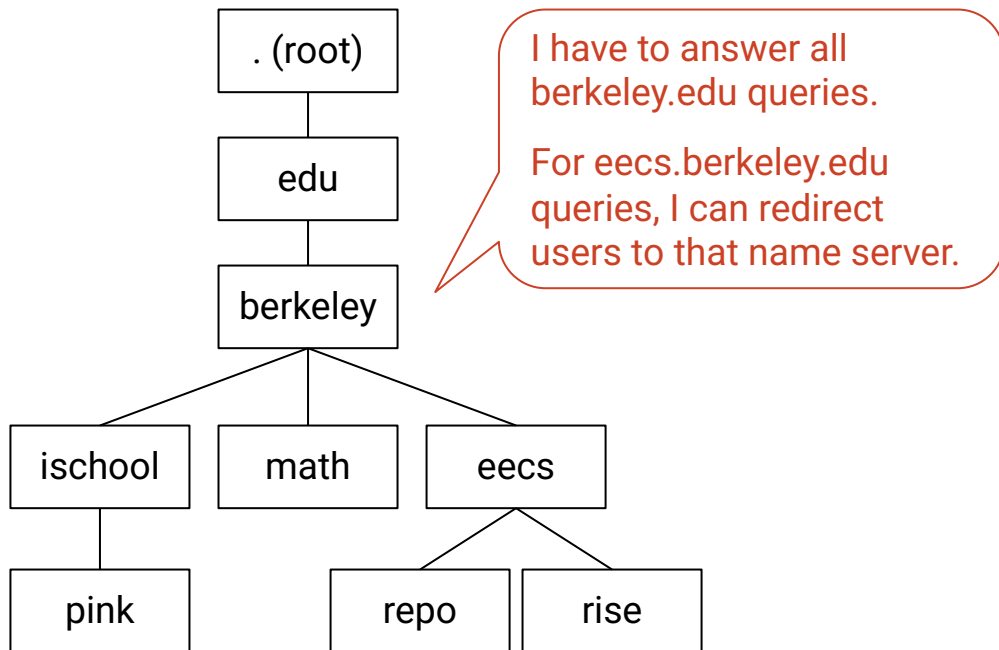 . (root)
I have to answer all
berkeley.edu queries.
For eecs.berkeley.edu
queries, I can redirect
users to that name server.
edu
berkeley
ischool
math
eecs
pink
repo
rise